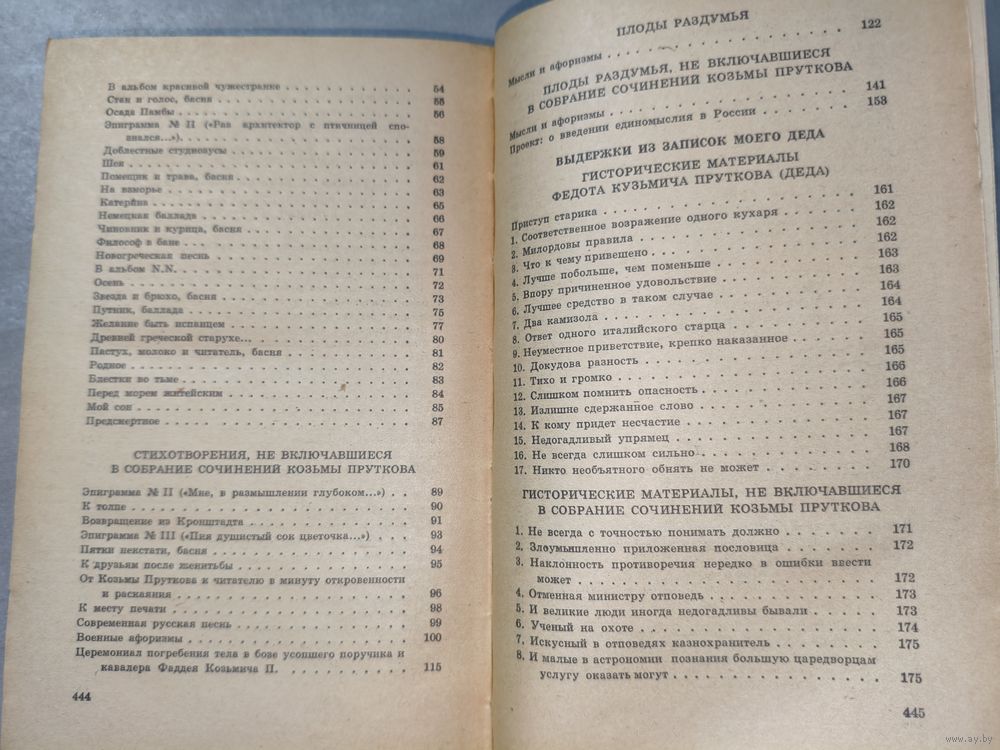 В альбом красивой чужестранке . . . . . . . 54
Стан и голос, басня . . . . . . . 55
Осада Памбы . . . . . . . 56
Эпиграмма № II («Раз архитектор с птичницей спо-
знался...») . . . . . . . 58
Доблестные студиозусы . . . . . . . 59
Шея . . . . . . . 61
Помещик и трава, басня . . . . . . . 62
На взморье . . . . . . . 63
Катерина . . . . . . . 65
Немецкая баллада . . . . . . . 66
Чиновник и курица, басня . . . . . . . 67
Философ в бане . . . . . . . 68
Новогреческая песнь . . . . . . . 69
В альбом N.N. . . . . . . . 71
Осень . . . . . . . 72
Звезда и брюхо, басня . . . . . . . 73
Путник, баллада . . . . . . . 75
Желание быть испанцем . . . . . . . 77
Древней греческой старухе... . . . . . . . 80
Пастух, молоко и читатель, басня . . . . . . . 81
Родное . . . . . . . 82
Блестки во тьме . . . . . . . 83
Перед морем житейским . . . . . . . 84
Мой сон . . . . . . . 85
Предсмертное . . . . . . . 87
СТИХОТВОРЕНИЯ, НЕ ВКЛЮЧАВШИЕСЯ
В СОБРАНИЕ СОЧИНЕНИЙ КОЗЬМЫ ПРУТКОВА
Эпиграмма № II («Мне, в размышлении глубоком...») . . 89
К толпе . . . . . . . 90
Возвращение из Кронштадта . . . . . . . 91
Эпиграмма № III («Пия душистый сок цветочка...») . . . 93
Пятки некстати, басня . . . . . . . 94
К друзьям после женитьбы . . . . . . . 95
От Козьмы Пруткова к читателю в минуту откровенности
и раскаяния . . . . . . . 96
К месту печати . . . . . . . 98
Современная русская песнь . . . . . . . 99
Военные афоризмы . . . . . . . 100
Церемониал погребения тела в бозе усопшего поручика и
кавалера Фаддея Козьмича П. . . . . . . . 115
444
ПЛОДЫ РАЗДУМЬЯ
Мысли и афоризмы . . . . . . . 122
ПЛОДЫ РАЗДУМЬЯ, НЕ ВКЛЮЧАВШИЕСЯ
В СОБРАНИЕ СОЧИНЕНИЙ КОЗЬМЫ ПРУТКОВА
Мысли и афоризмы . . . . . . . 141
Проект: о введении единомыслия в России . . . . 153
ВЫДЕРЖКИ ИЗ ЗАПИСОК МОЕГО ДЕДА
ГИСТОРИЧЕСКИЕ МАТЕРИАЛЫ
ФЕДОТА КУЗЬМИЧА ПРУТКОВА (ДЕДА)
Приступ старика . . . . . . . 161
1. Соответственное возражение одного кухаря . . . . 162
2. Милордовы правила . . . . . . . 162
3. Что к чему привешено . . . . . . . 162
4. Лучше побольше, чем поменьше . . . . . . . 163
5. Впору причиненное удовольствие . . . . . . . 163
6. Лучшее средство в таком случае . . . . . . . 164
7. Два камизола . . . . . . . 164
8. Ответ одного италийского старца . . . . . . . 165
9. Неуместное приветствие, крепко наказанное . . . . 165
10. Докудова разность . . . . . . . 165
11. Тихо и громко . . . . . . . 166
12. Слишком помнить опасность . . . . . . . 166
13. Излишне сдержанное слово . . . . . . . 167
14. К кому придет несчастие . . . . . . . 167
15. Недогадливый упрямец . . . . . . . 167
16. Не всегда слишком сильно . . . . . . . 168
17. Никто необъятного обнять не может . . . . . . . 170
ГИСТОРИЧЕСКИЕ МАТЕРИАЛЫ, НЕ ВКЛЮЧАВШИЕСЯ
В СОБРАНИЕ СОЧИНЕНИЙ КОЗЬМЫ ПРУТКОВА
1. Не всегда с точностью понимать должно . . . . . . . 171
2. Злоумышленно приложенная пословица . . . . . . . 172
3. Наклонность противоречия нередко в ошибки ввести
может . . . . . . . 172
4. Отменная министру отповедь . . . . . . . 173
5. И великие люди иногда недогадливы бывали . . . . . 173
6. Ученый на охоте . . . . . . . 174
7. Искусный в отповедях казнохранитель . . . . . . . 175
8. И малые в астрономии познания большую царедворцам
услугу оказать могут . . . . . . . 175
445
www.ay.by